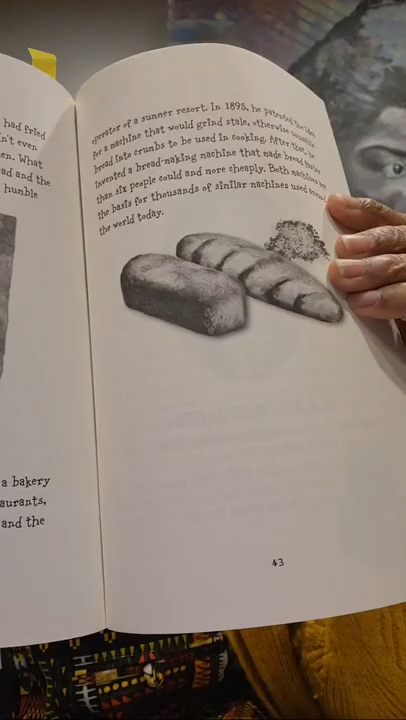 had fried
n't even
en. What
ad and the
humble
a bakery
aurants,
and the
operator of a summer resort. In 1895, he patented the idea
for a machine that would grind stale, otherwise unusable
bread into crumbs to be used in cooking. After that, he
invented a bread-making machine that made bread faster
than six people could and more cheaply. Both machines
the basis for thousands of similar machines used
the world today.
43